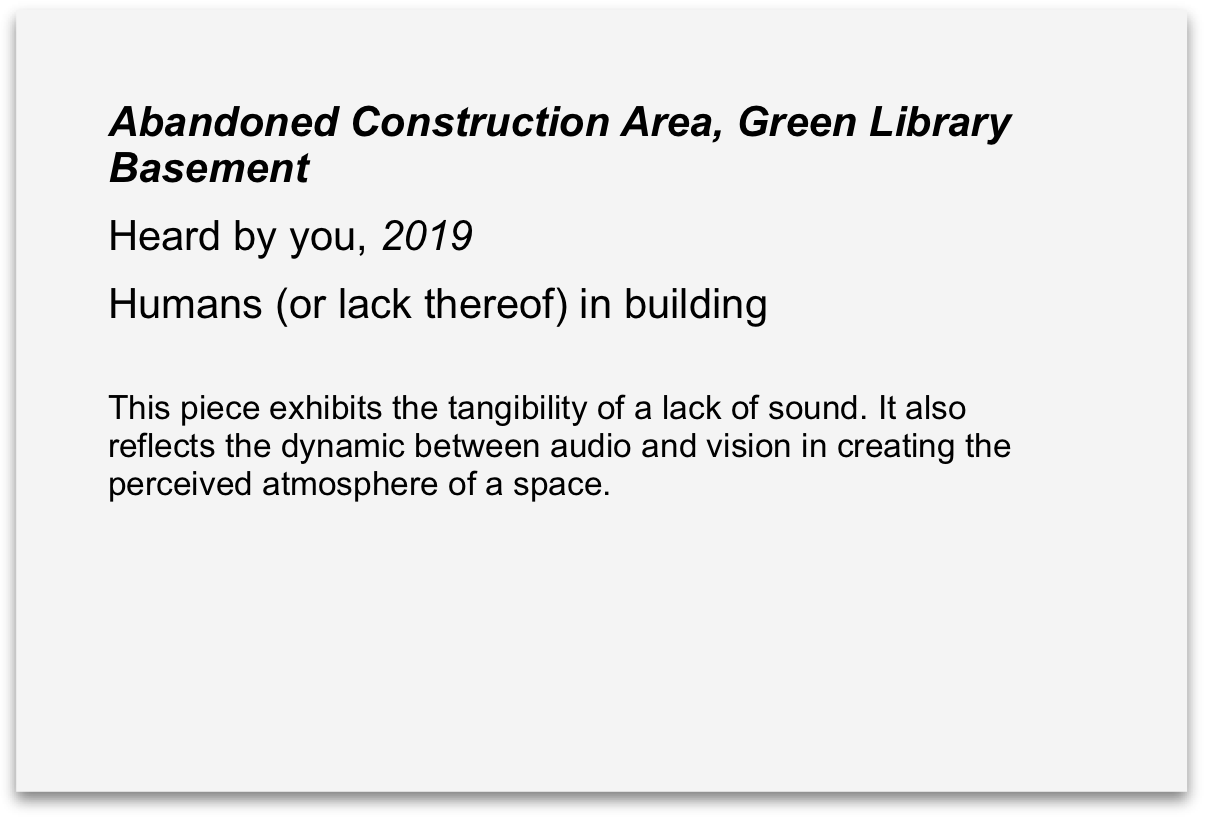 Abandoned Construction Area, Green Library
Basement
Heard by you, 2019
Humans (or lack thereof) in building
This piece exhibits the tangibility of a lack of sound. It also
reflects the dynamic between audio and vision in creating the
perceived atmosphere of a space.